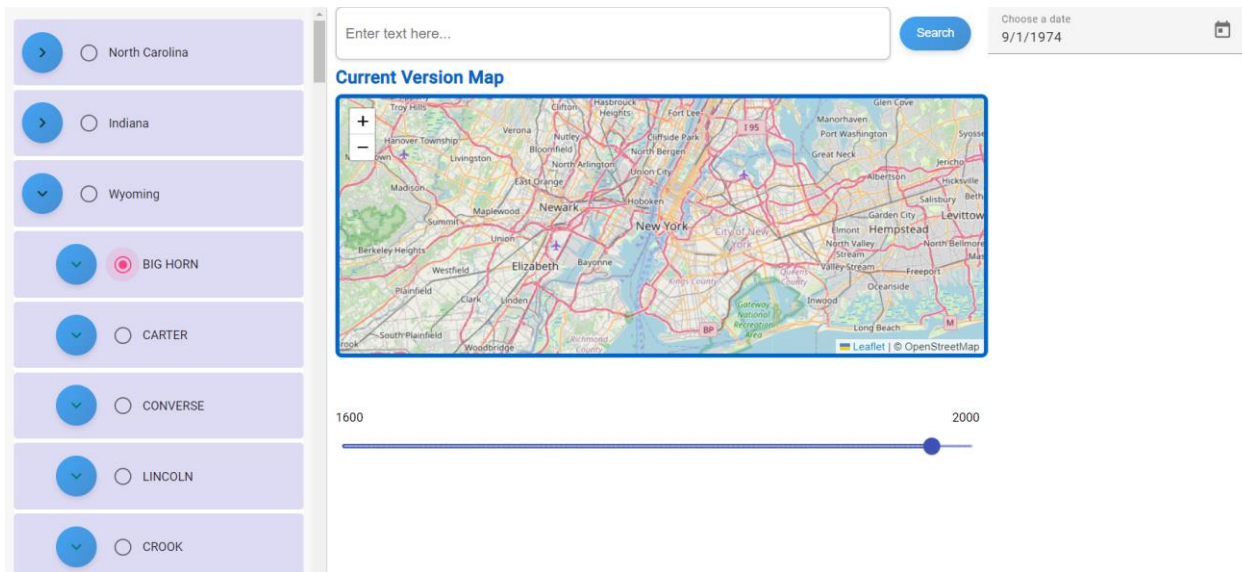 North Carolina
Indiana
Wyoming
BIG HORN
CARTER
CONVERSE
LINCOLN
CROOK
Enter text here...
Search
Choose a date
9/1/1974
Current Version Map
+
−
Troy Hills
Clifton
Hasbrouck
Heights
Fort Lee
Glen Cove
I 95
Manorhaven
Verona
Nutley
Cliffside Park
Port Washington
Hanover Township
Bloomfield
North Bergen
Great Neck
Livingston
North Arlington
Union City
Jericho
Madison
East Orange
Albertson
Hicksville
Maplewood
Newark
Hoboken
Salisbury
Summit
New York
City of New
York
Garden City
Levittow
Union
Elmont
Hempstead
Berkeley Heights
North Valley
Stream
North Bellmore
Westfield
Elizabeth
Bayonne
Queens
County
Valley Stream
Freeport
Plainfield
Kings County
Oceanside
Clark
Linden
Gateway
National
Recreation
Area
Inwood
BP
Long Beach
M
South Plainfield
Woodbridge
Richmond
County
Leaflet | © OpenStreetMap
1600
2000